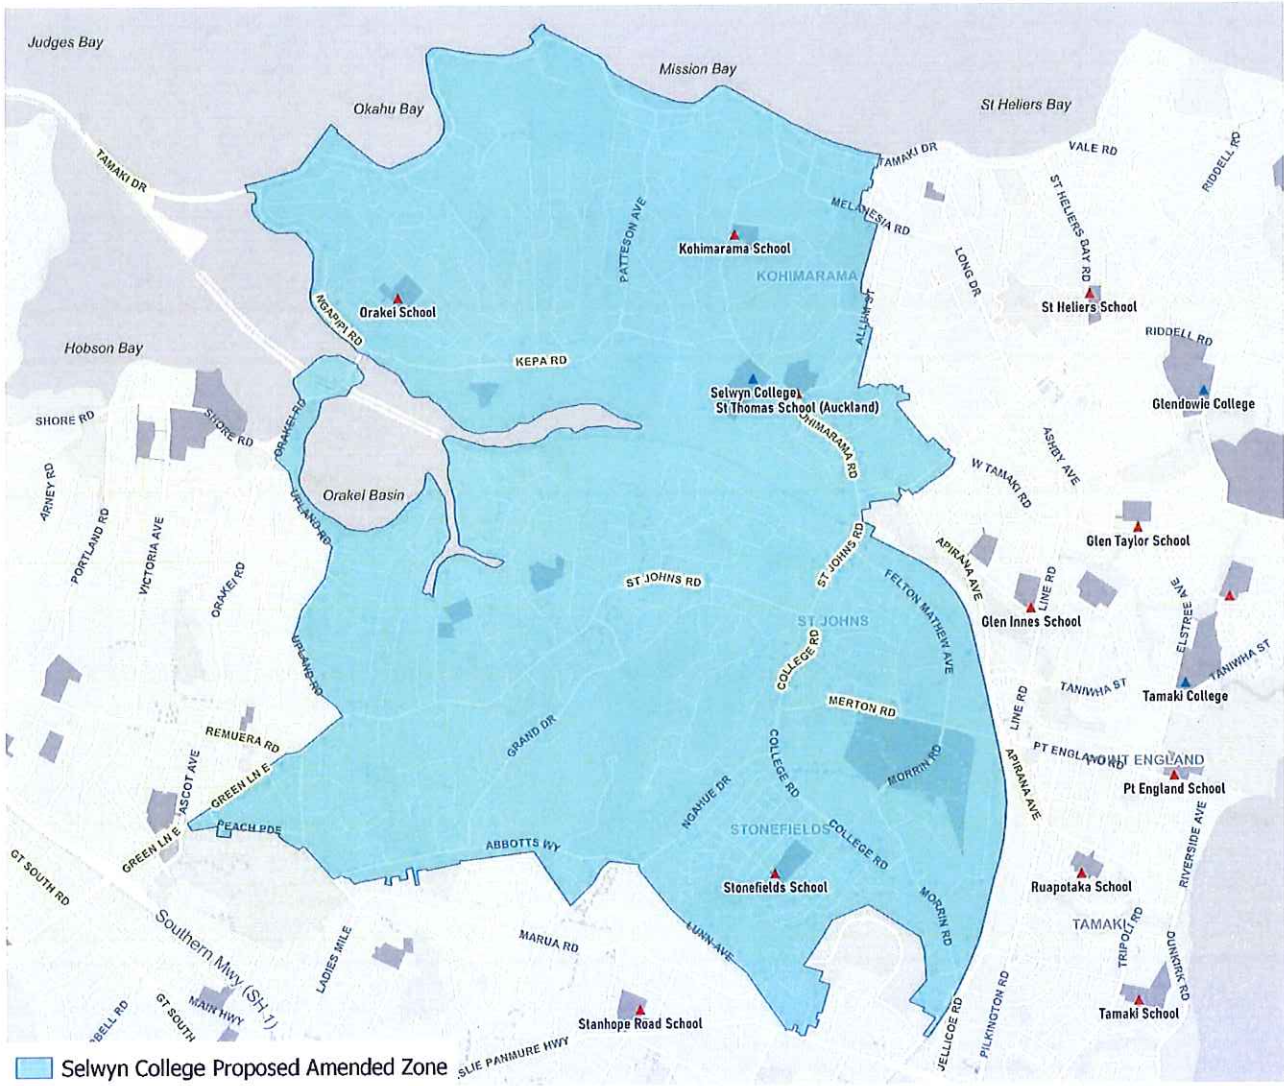 Judges Bay
Mission Bay
Okahu Bay
St Heliers Bay
TAMAKI DR
TAMAKI DR
VALE RD
RIDDELL RD
ST HELIERS BAY RD
MELANESIA RD
PATTESON AVE
Kohimarama School
KOHIMARAMA
LONG DR
Orakei School
NGAPIPI RD
ALLUM ST
St Heliers School
RIDDELL RD
Hobson Bay
KEPA RD
Selwyn College
St Thomas School (Auckland)
Glendowie College
SHORE RD
SHORE RD
ORAKEI RD
KOHIMARAMA RD
ASHBY AVE
W TAMAKI RD
ARNEY RD
Orakei Basin
UPLAND RD
PORTLAND RD
VICTORIA AVE
ORAKEI RD
ST JOHNS RD
ST JOHNS RD
APIRANA AVE
Glen Taylor School
FELTON MATHEW AVE
LINE RD
Glen Innes School
ELSTREE AVE
ST JOHNS
COLLEGE RD
UPLAND RD
TANIWHA ST
TANIWHA ST
Tamaki College
MERTON RD
LINE RD
REMUERA RD
GRAND DR
COLLEGE RD
MORRIN RD
PT ENGLAND RD
POINT ENGLAND
Pt England School
ASCOT AVE
GREEN LN E
NGAHUE DR
APIRANA AVE
PEACH PDE
GREEN LN E
ABBOTTS WY
STONEFIELDS
COLLEGE RD
RIVERSIDE AVE
GT SOUTH RD
Stonefields School
Ruapotaka School
MORRIN RD
Southern Mwy (SH 1)
LADIES MILE
MARUA RD
LUNN AVE
TAMAKI
TRIPOLI RD
DUNKIRK RD
MAIN HWY
GT SOUTH
BELL RD
Stanhope Road School
JELLICOE RD
PILKINGTON RD
Tamaki School
SLIE PANMURE HWY
Selwyn College Proposed Amended Zone